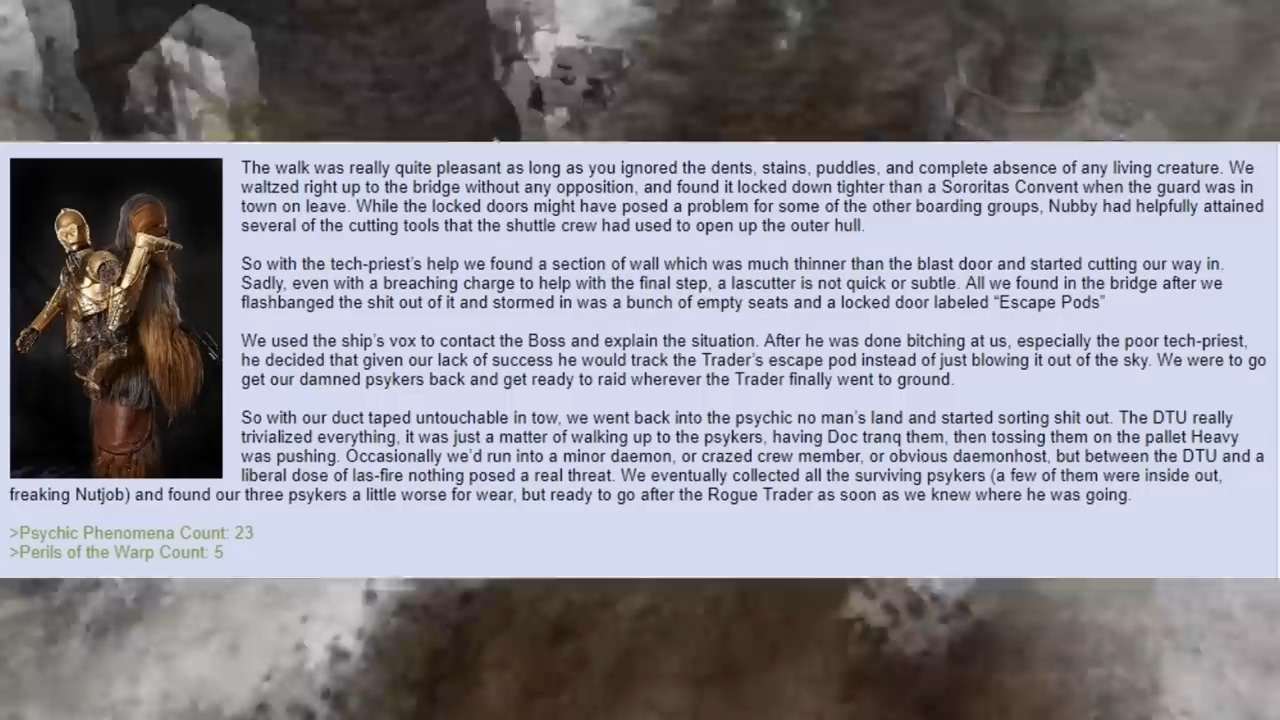 The walk was really quite pleasant as long as you ignored the dents, stains, puddles, and complete absence of any living creature. We
waltzed right up to the bridge without any opposition, and found it locked down tighter than a Sororitas Convent when the guard was in
town on leave. While the locked doors might have posed a problem for some of the other boarding groups, Nubby had helpfully attained
several of the cutting tools that the shuttle crew had used to open up the outer hull.
So with the tech-priest's help we found a section of wall which was much thinner than the blast door and started cutting our way in.
Sadly, even with a breaching charge to help with the final step, a lascutter is not quick or subtle. All we found in the bridge after we
flashbanged the shit out of it and stormed in was a bunch of empty seats and a locked door labeled “Escape Pods”
We used the ship's vox to contact the Boss and explain the situation. After he was done bitching at us, especially the poor tech-priest,
he decided that given our lack of success he would track the Trader's escape pod instead of just blowing it out of the sky. We were to go
get our damned psykers back and get ready to raid wherever the Trader finally went to ground.
So with our duct taped untouchable in tow, we went back into the psychic no man's land and started sorting shit out. The DTU really
trivialized everything, it was just a matter of walking up to the psykers, having Doc tranq them, then tossing them on the pallet Heavy
was pushing. Occasionally we'd run into a minor daemon, or crazed crew member, or obvious daemonhost, but between the DTU and a
liberal dose of las-fire nothing posed a real threat. We eventually collected all the surviving psykers (a few of them were inside out,
freaking Nutjob) and found our three psykers a little worse for wear, but ready to go after the Rogue Trader as soon as we knew where he was going.
>Psychic Phenomena Count: 23
>Perils of the Warp Count: 5